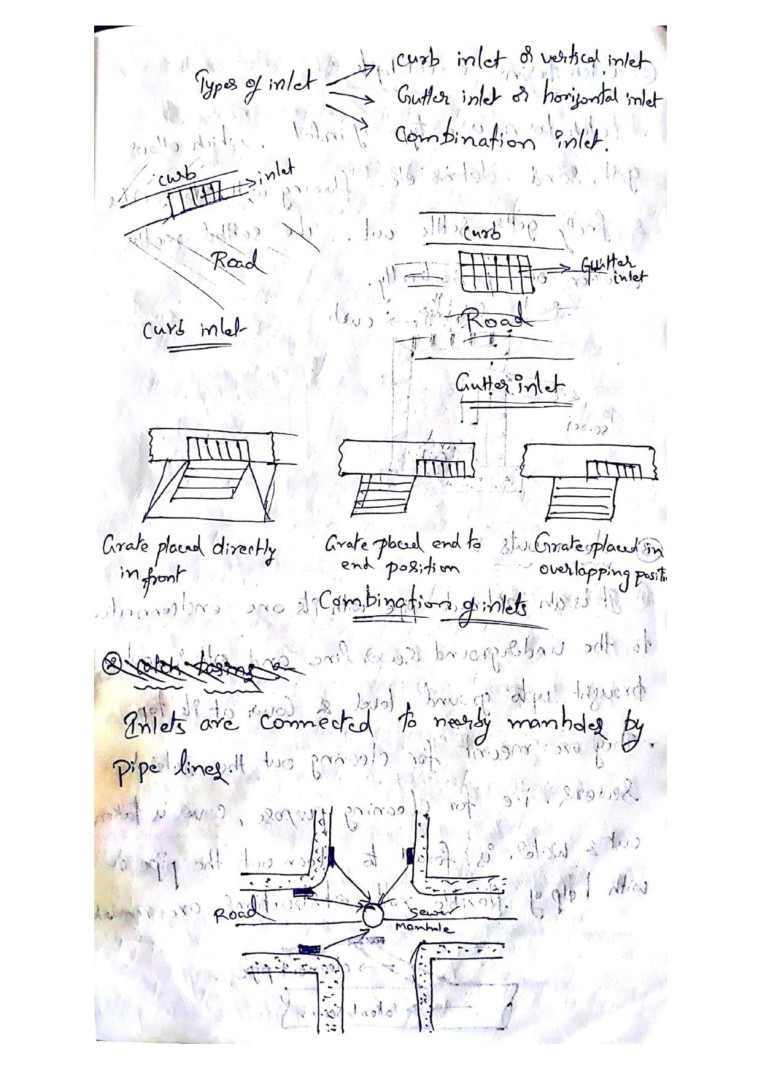 Types of inlet
curb inlet or vertical inlet
Gutter inlet or horizontal inlet
Combination inlet.
curb
inlet
Road
curb inlet
curb
Gutter inlet
Road
Gutter inlet
Grate placed directly
in front
Grate placed end to
end position
Grate placed in
overlapping positi
Combination inlets
catch basins
Inlets are connected to nearby manholes by
pipe lines.
Road
sewer
manhole